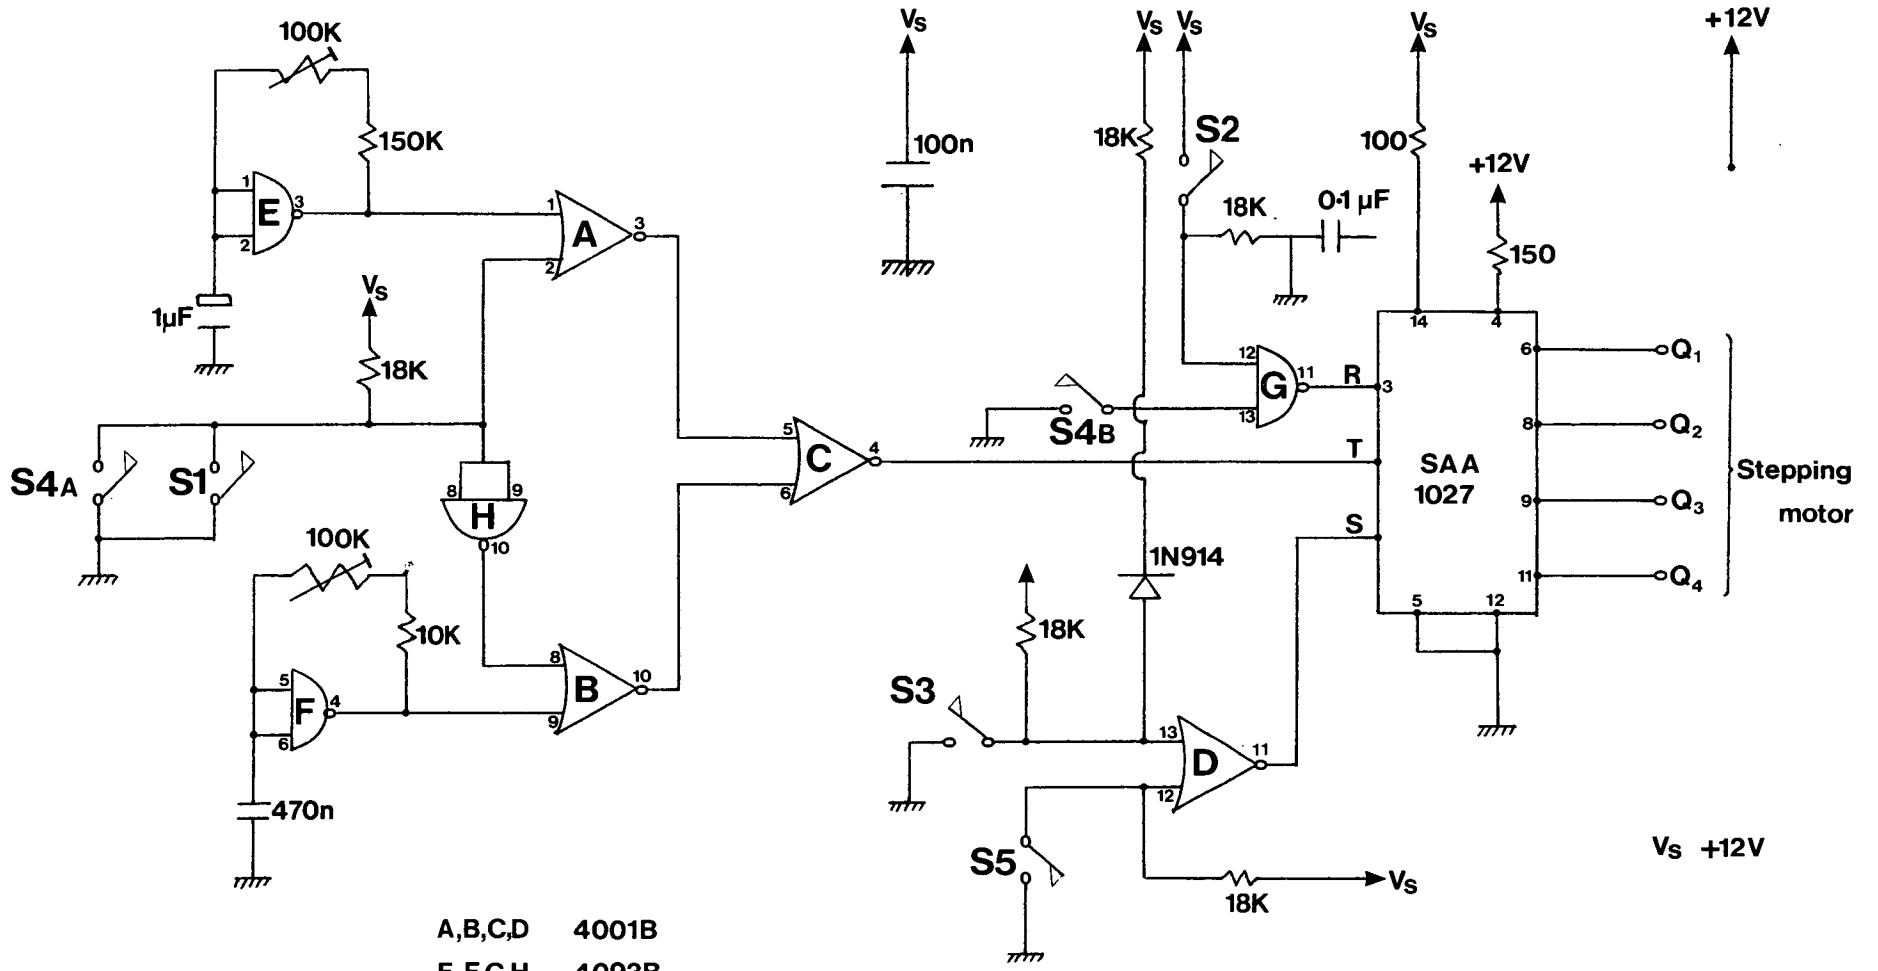 100K
150K
E
1
2
3
1µF
VS
18K
S4A
S1
A
1
2
3
H
8
9
10
100K
10K
F
5
6
4
470n
B
8
9
10
C
5
6
4
VS
100n
VS
VS
18K
S2
18K
0·1 µF
S4B
G
12
13
11
R
3
T
S
VS
100
+12V
150
14
4
SAA
1027
6
8
9
11
5
12
Q1
Q2
Q3
Q4
Stepping
motor
+12V
1N914
18K
S3
D
13
12
11
S5
18K
VS
VS +12V
A,B,C,D 4001B
E,F,G,H 4093B